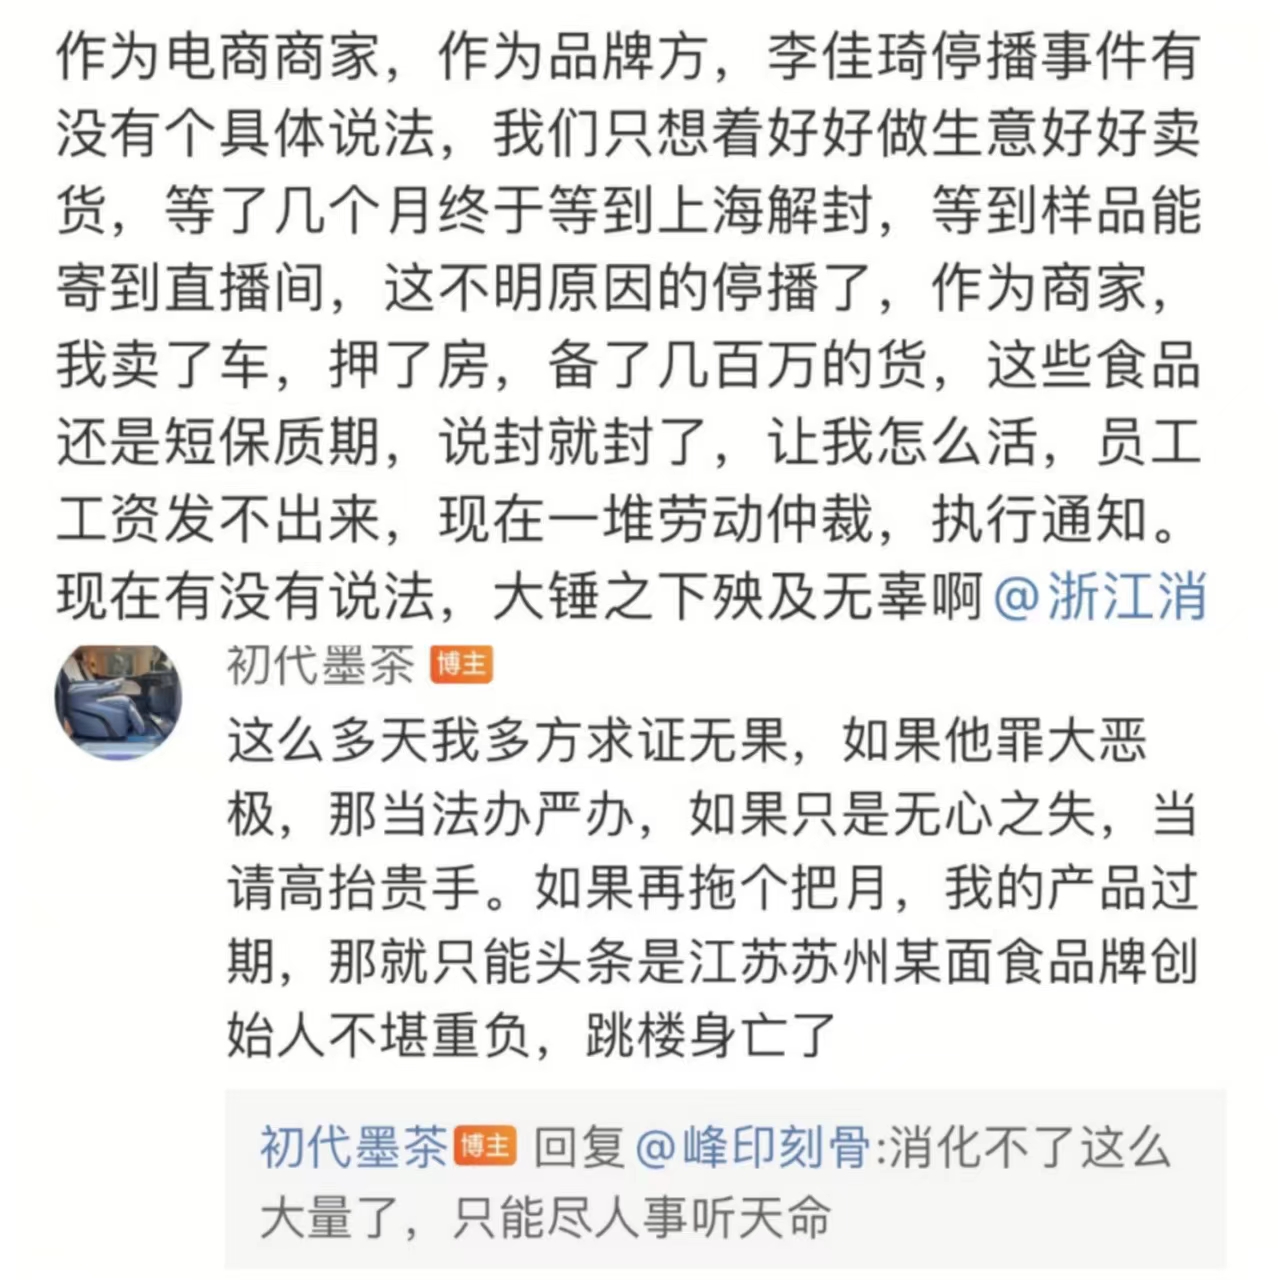 作为电商商家，作为品牌方，李佳琦停播事件有
没有个具体说法，我们只想着好好做生意好好卖
货，等了几个月终于等到上海解封，等到样品能
寄到直播间，这不明原因的停播了，作为商家，
我卖了车，押了房，备了几百万的货，这些食品
还是短保质期，说封就封了，让我怎么活，员工
工资发不出来，现在一堆劳动仲裁，执行通知。
现在有没有说法，大锤之下殃及无辜啊@浙江消
初代墨茶 博主
这么多天我多方求证无果，如果他罪大恶
极，那当法办严办，如果只是无心之失，当
请高抬贵手。如果再拖个把月，我的产品过
期，那就只能头条是江苏苏州某面食品牌创
始人不堪重负，跳楼身亡了
初代墨茶 博主 回复@峰印刻骨:消化不了这么
大量了，只能尽人事听天命